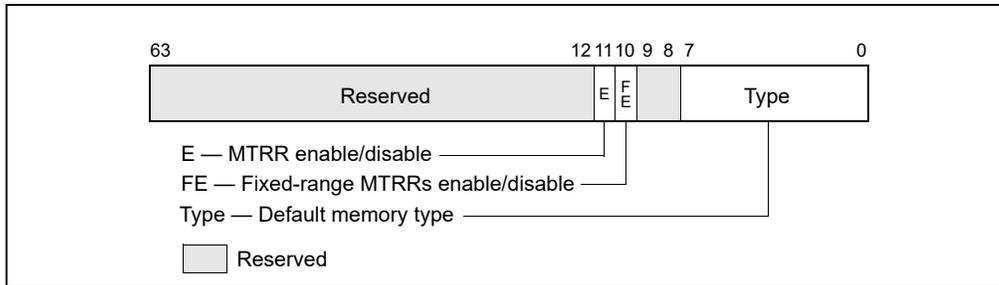 63 12 11 10 9 8 7 0
Reserved E FE Type
E — MTRR enable/disable
FE — Fixed-range MTRRs enable/disable
Type — Default memory type
Reserved